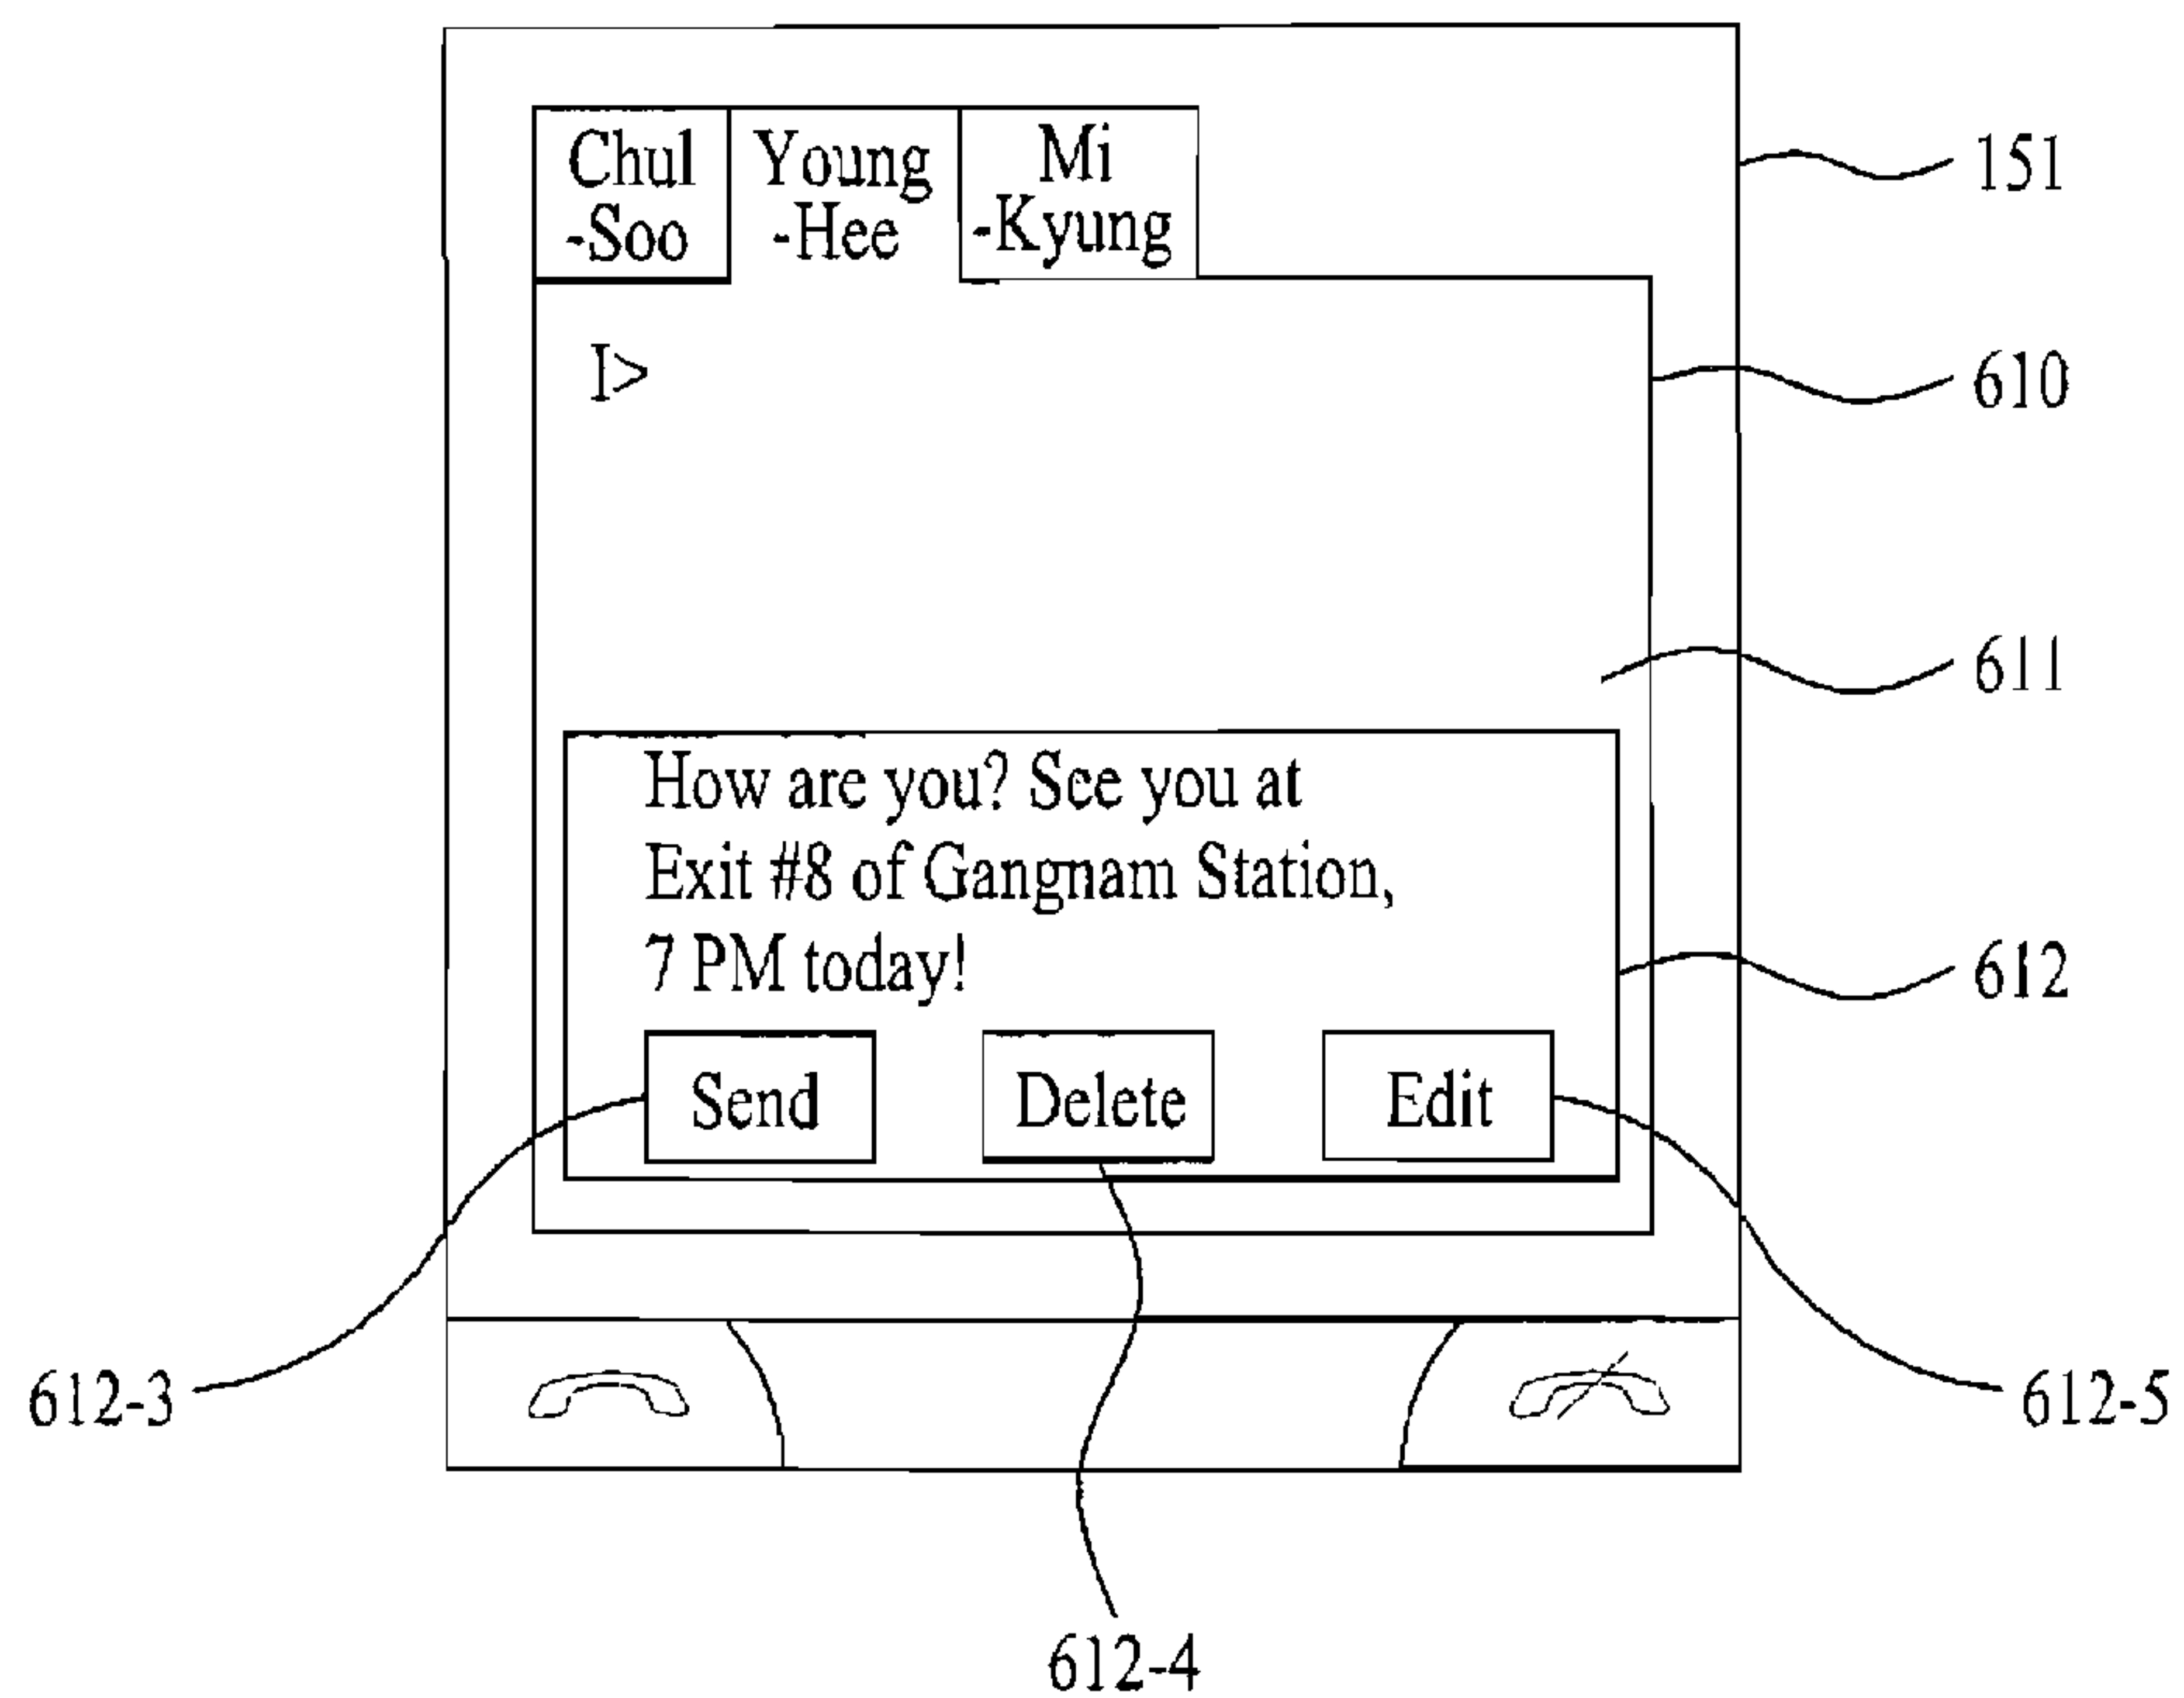 Chul
-Soo
Young
-Hee
Mi
-Kyung
151
I>
610
611
How are you? See you at
Exit #8 of Gangnam Station,
7 PM today!
612
Send
Delete
Edit
612-3
612-5
612-4